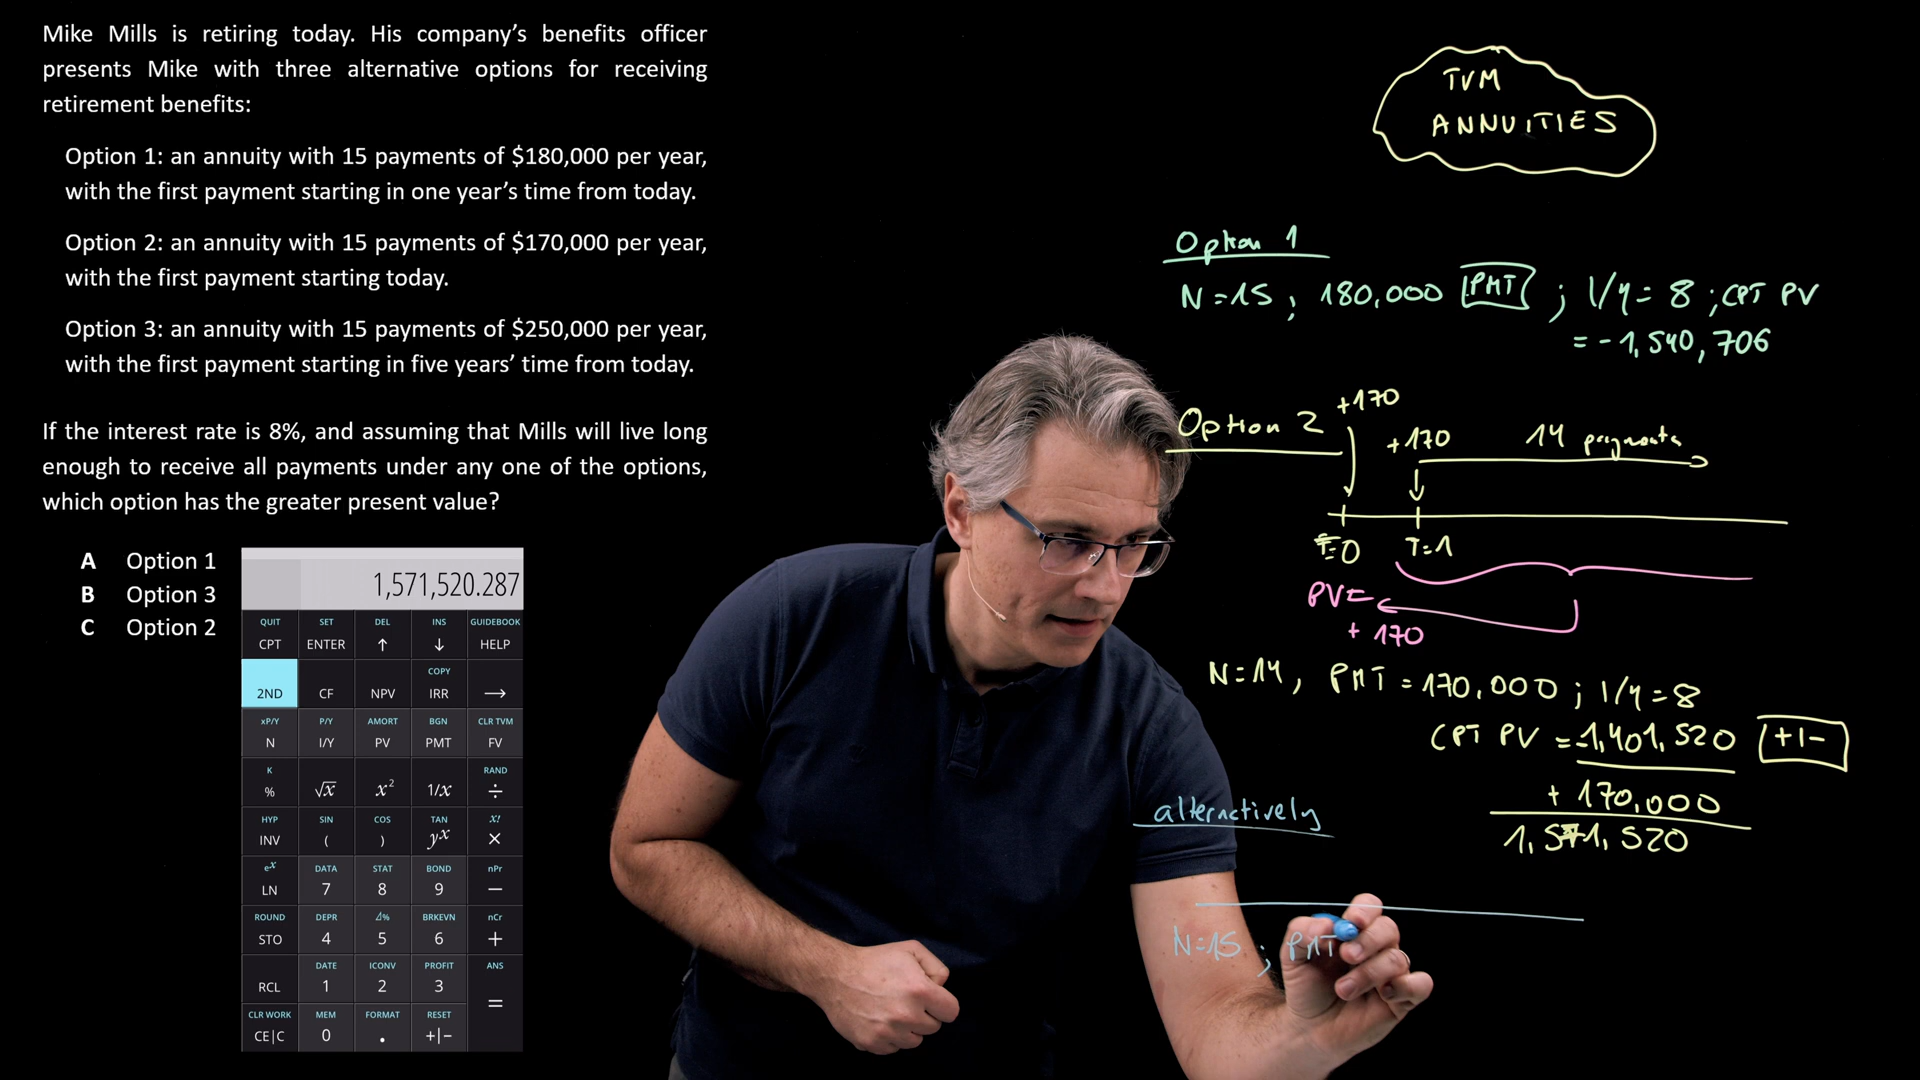 Mike Mills is retiring today. His company’s benefits officer
presents Mike with three alternative options for receiving
retirement benefits:
Option 1: an annuity with 15 payments of $180,000 per year,
with the first payment starting in one year’s time from today.
Option 2: an annuity with 15 payments of $170,000 per year,
with the first payment starting today.
Option 3: an annuity with 15 payments of $250,000 per year,
with the first payment starting in five years’ time from today.
If the interest rate is 8%, and assuming that Mills will live long
enough to receive all payments under any one of the options,
which option has the greater present value?
A Option 1
B Option 3
C Option 2
1,571,520.287
QUIT SET DEL INS GUIDEBOOK
CPT ENTER ↑ ↓ HELP
COPY
2ND CF NPV IRR →
xP/Y P/Y AMORT BGN CLR TVM
N I/Y PV PMT FV
K RAND
% √x x² 1/x ÷
HYP SIN COS TAN x!
INV ( ) yˣ ×
eˣ DATA STAT BOND nPr
LN 7 8 9 −
ROUND DEPR Δ% BRKEVN nCr
STO 4 5 6 +
DATE ICONV PROFIT ANS
RCL 1 2 3 =
CLR WORK MEM FORMAT RESET
CE|C 0 . +|−
TVM
ANNUITIES
Option 1
N=15 ; 180,000 PMT ; I/Y=8 ; CPT PV
= -1,540,706
Option 2
+170
+170 14 payments
T=0 T=1
PV=
+ 170
N=14, PMT=170,000 ; I/Y=8
CPT PV = -1,401,520 +|-
+ 170,000
1,571,520
alternctively
N=15 ; PMT